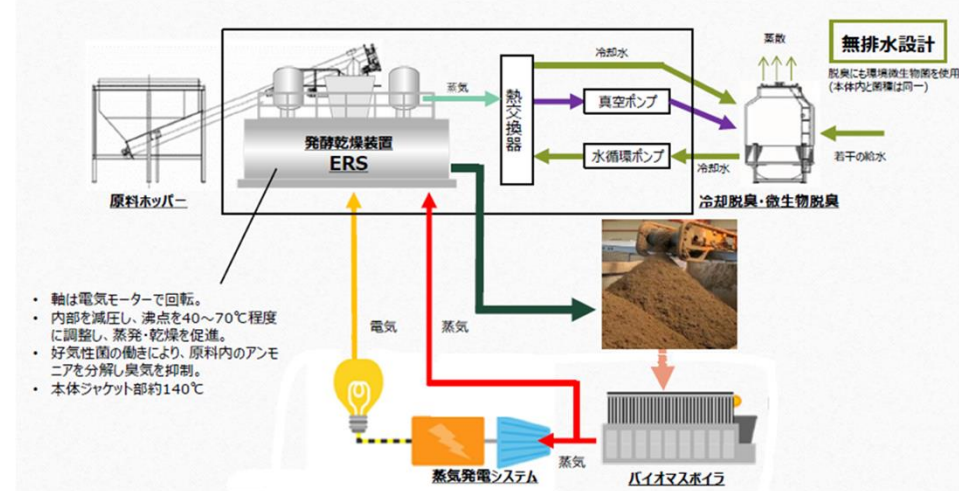 蒸散
無排水設計
脱臭にも環境微生物菌を使用
(本体内と菌種は同一)
冷却水
蒸気
熱交換器
真空ポンプ
発酵乾燥装置
ERS
水循環ポンプ
冷却水
若干の給水
原料ホッパー
冷却脱臭・微生物脱臭
・ 軸は電気モーターで回転。
・ 内部を減圧し、沸点を40～70℃程度
に調整し、蒸発・乾燥を促進。
・ 好気性菌の働きにより、原料内のアンモ
ニアを分解し臭気を抑制。
・ 本体ジャケット部約140℃
電気
蒸気
蒸気
蒸気発電システム
バイオマスボイラ